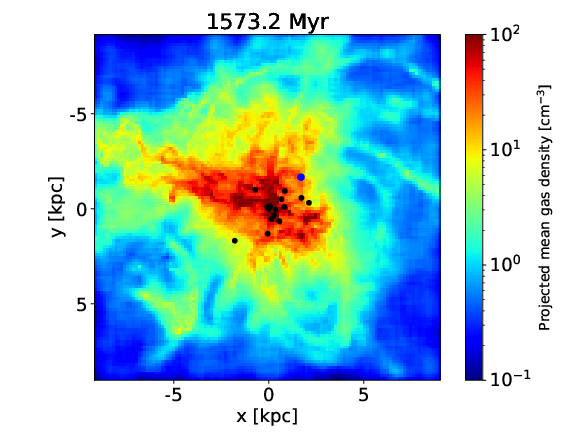 1573.2 Myr
10²
-5
10¹
y [kpc]
0
10⁰
5
10⁻¹
-5 0 5
x [kpc]
Projected mean gas density [cm⁻³]